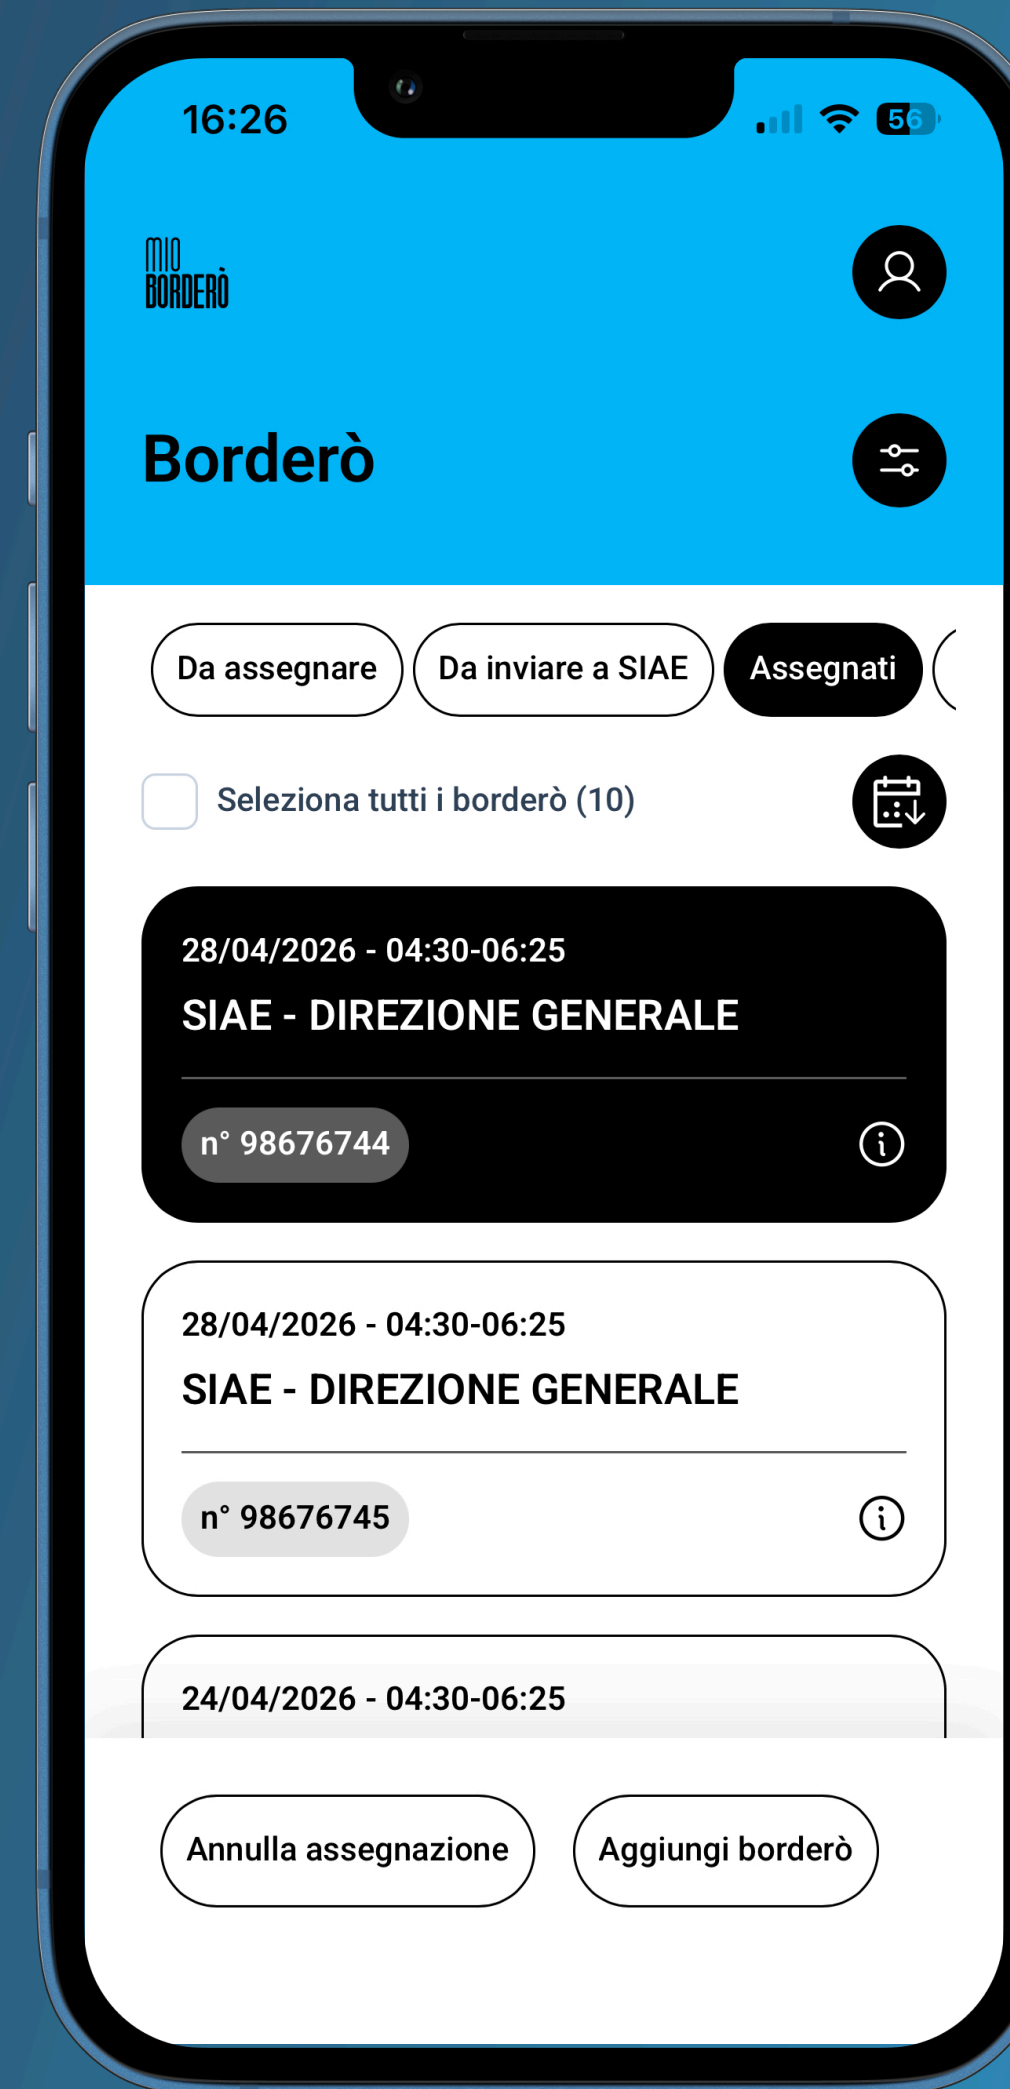 16:26
56
MIO
BORDERÒ
Borderò
Da assegnare
Da inviare a SIAE
Assegnati
Seleziona tutti i borderò (10)
28/04/2026 - 04:30-06:25
SIAE - DIREZIONE GENERALE
n° 98676744
28/04/2026 - 04:30-06:25
SIAE - DIREZIONE GENERALE
n° 98676745
24/04/2026 - 04:30-06:25
Annulla assegnazione
Aggiungi borderò